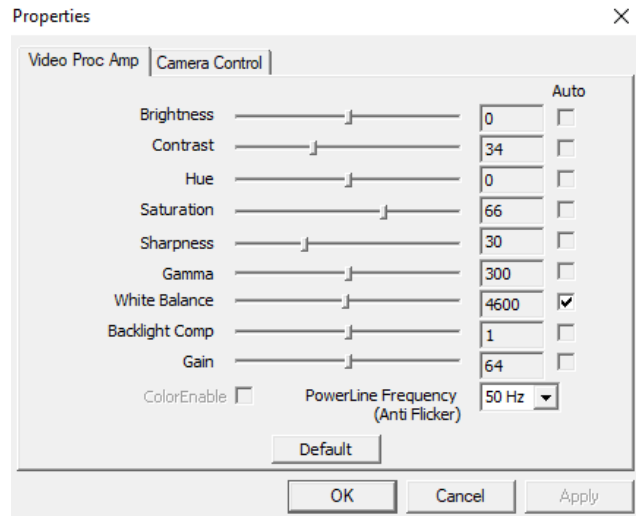 Properties
Video Proc Amp Camera Control
Auto
Brightness 0
Contrast 34
Hue 0
Saturation 66
Sharpness 30
Gamma 300
White Balance 4600
Backlight Comp 1
Gain 64
ColorEnable PowerLine Frequency 50 Hz
(Anti Flicker)
Default
OK Cancel Apply